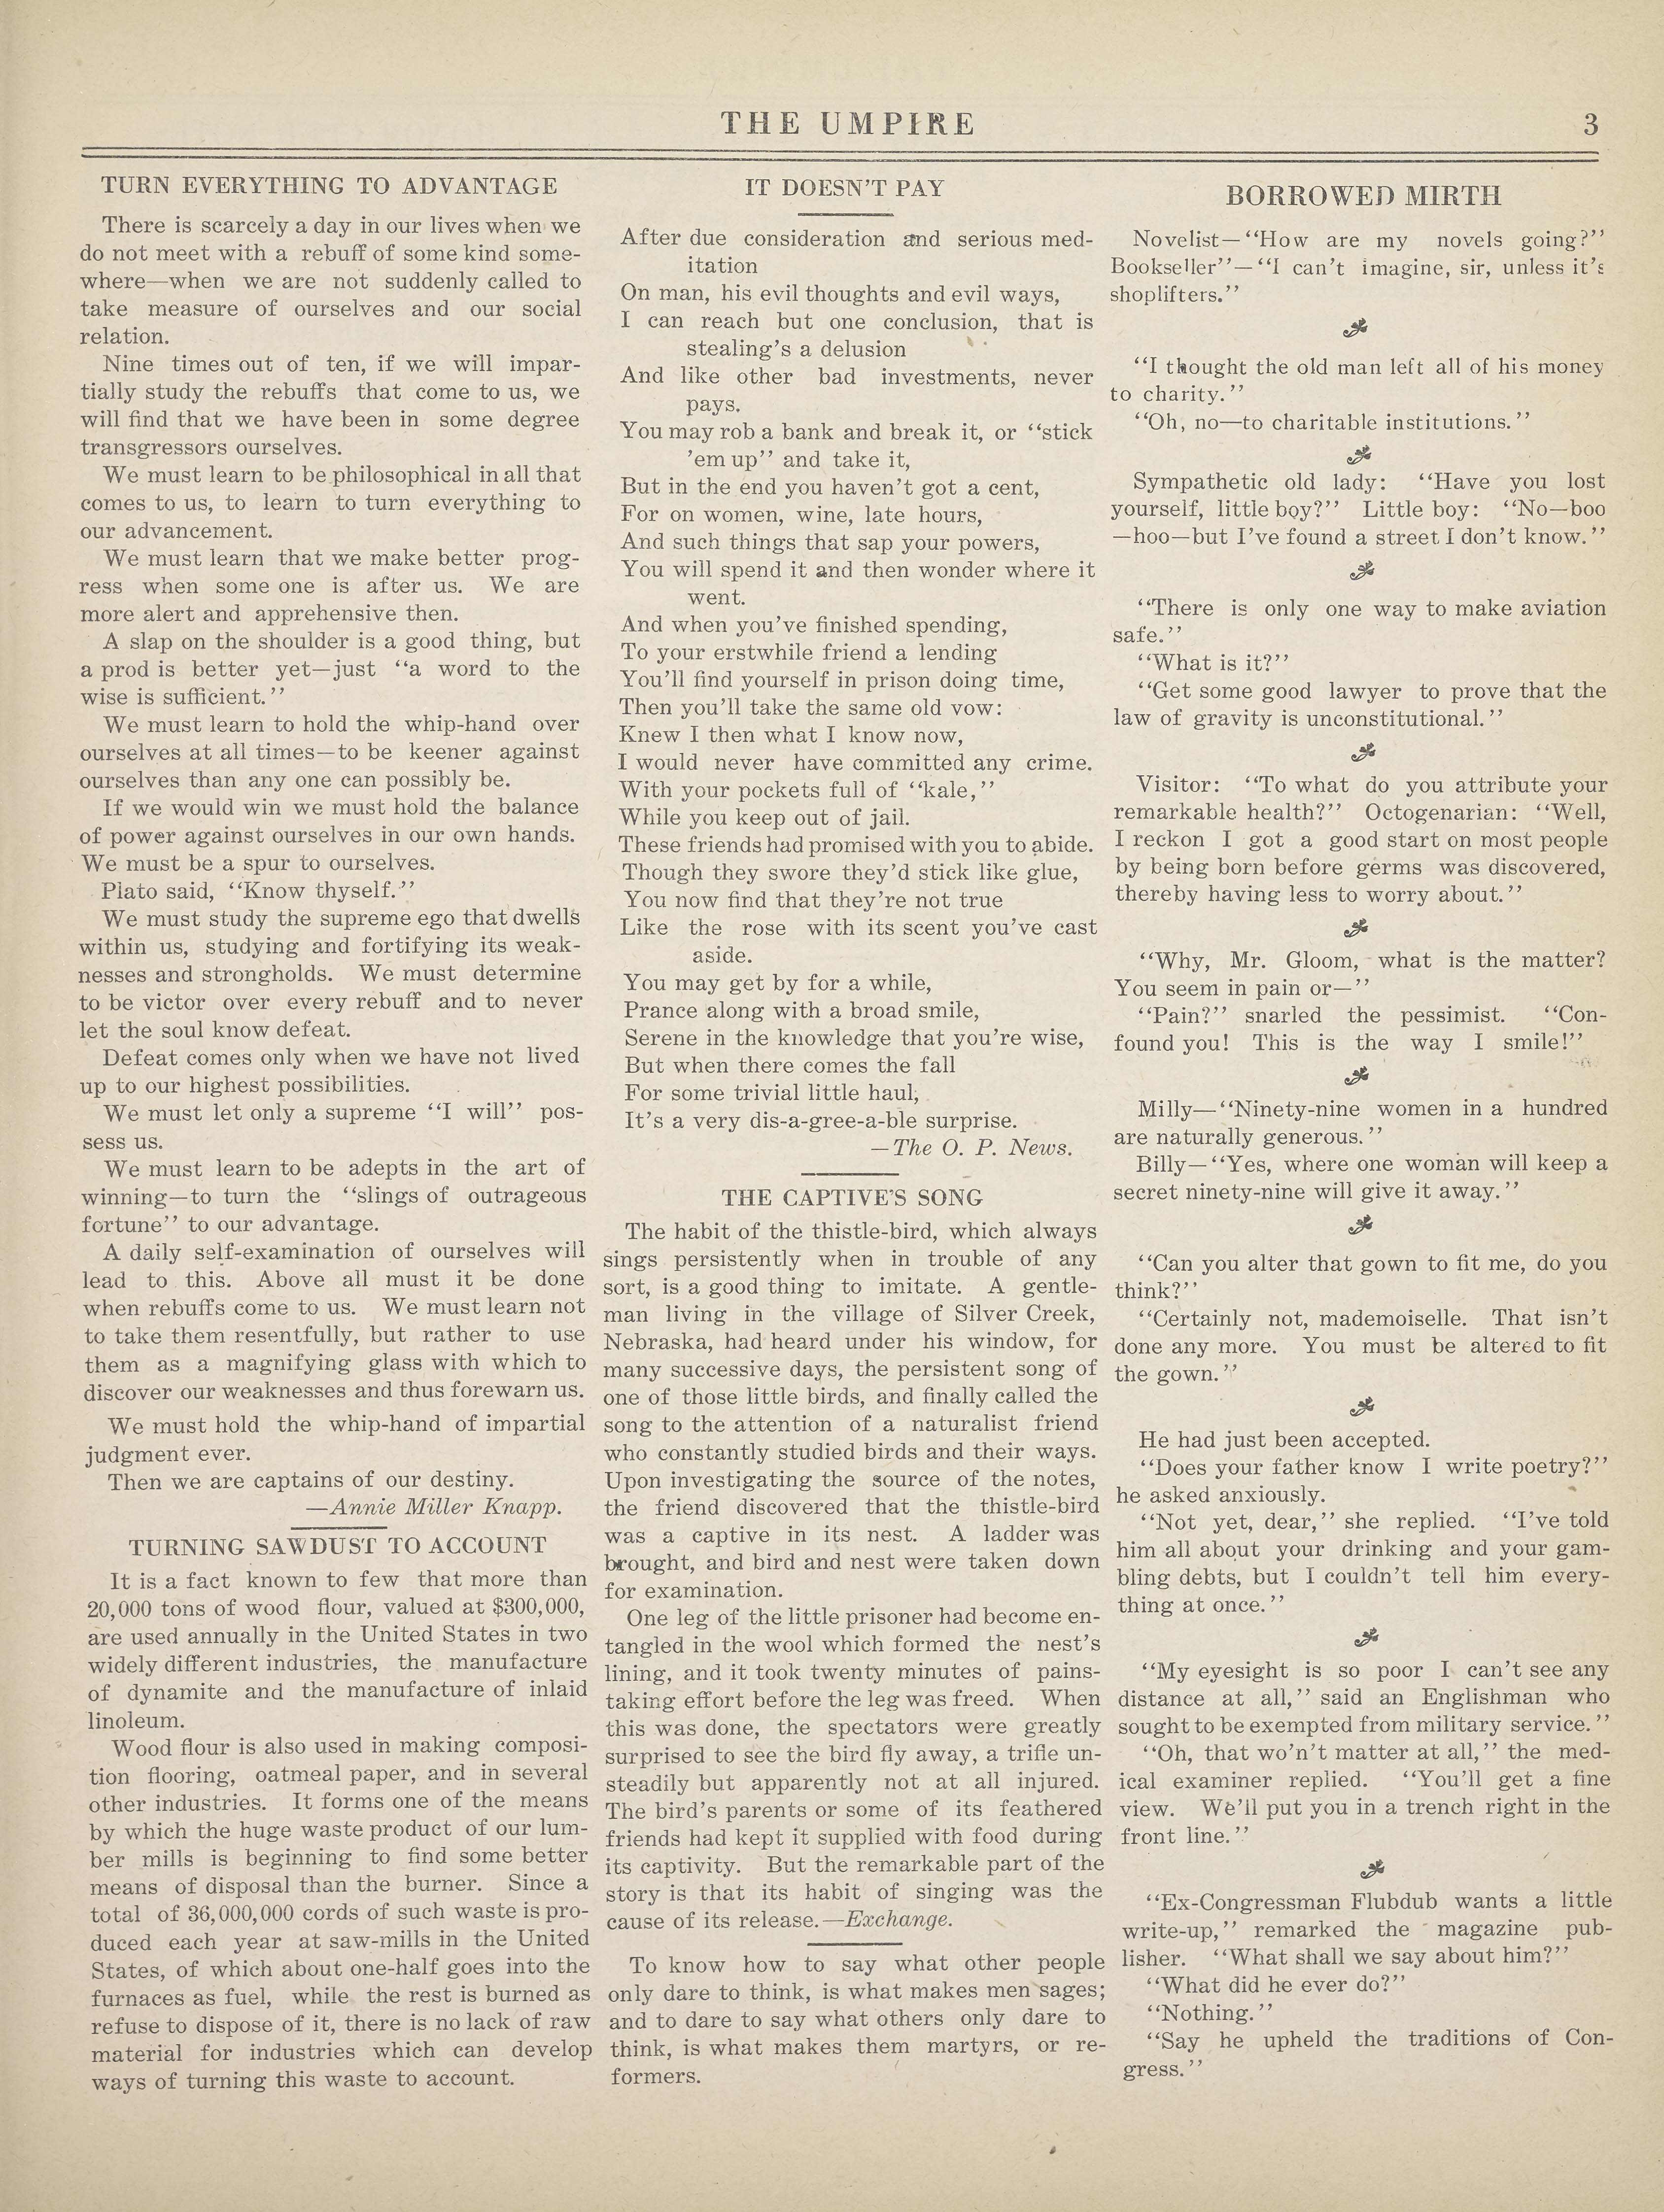 THE UMPIRE
3
TURN EVERYTHING TO ADVANTAGE
There is scarcely a day in our lives when we
do not meet with a rebuff of some kind some-
where—when we are not suddenly called to
take measure of ourselves and our social
relation.
Nine times out of ten, if we will impar-
tially study the rebuffs that come to us, we
will find that we have been in some degree
transgressors ourselves.
We must learn to be philosophical in all that
comes to us, to learn to turn everything to
our advancement.
We must learn that we make better prog-
ress when some one is after us. We are
more alert and apprehensive then.
A slap on the shoulder is a good thing, but
a prod is better yet—just ‘‘a word to the
wise is sufficient.’’
We must learn to hold the whip-hand over
ourselves at all times—to be keener against
ourselves than any one can possibly be.
If we would win we must hold the balance
of power against ourselves in our own hands.
We must be a spur to ourselves.
Plato said, ‘‘Know thyself.’’
We must study the supreme ego that dwells
within us, studying and fortifying its weak-
nesses and strongholds. We must determine
to be victor over every rebuff and to never
let the soul know defeat.
Defeat comes only when we have not lived
up to our highest possibilities.
We must let only a supreme ‘‘I will’’ pos-
sess us.
We must learn to be adepts in the art of
winning—to turn the ‘‘slings of outrageous
fortune’’ to our advantage.
A daily self-examination of ourselves will
lead to this. Above all must it be done
when rebuffs come to us. We must learn not
to take them resentfully, but rather to use
them as a magnifying glass with which to
discover our weaknesses and thus forewarn us.
We must hold the whip-hand of impartial
judgment ever.
Then we are captains of our destiny.
—Annie Miller Knapp.
TURNING SAWDUST TO ACCOUNT
It is a fact known to few that more than
20,000 tons of wood flour, valued at $300,000,
are used annually in the United States in two
widely different industries, the manufacture
of dynamite and the manufacture of inlaid
linoleum.
Wood flour is also used in making composi-
tion flooring, oatmeal paper, and in several
other industries. It forms one of the means
by which the huge waste product of our lum-
ber mills is beginning to find some better
means of disposal than the burner. Since a
total of 36,000,000 cords of such waste is pro-
duced each year at saw-mills in the United
States, of which about one-half goes into the
furnaces as fuel, while the rest is burned as
refuse to dispose of it, there is no lack of raw
material for industries which can develop
ways of turning this waste to account.
IT DOESN'T PAY
After due consideration and serious med-
itation
On man, his evil thoughts and evil ways,
I can reach but one conclusion, that is
stealing's a delusion
And like other bad investments, never
pays.
You may rob a bank and break it, or ‘‘stick
'em up’’ and take it,
But in the end you haven't got a cent,
For on women, wine, late hours,
And such things that sap your powers,
You will spend it and then wonder where it
went.
And when you've finished spending,
To your erstwhile friend a lending
You'll find yourself in prison doing time,
Then you'll take the same old vow:
Knew I then what I know now,
I would never have committed any crime.
With your pockets full of ‘‘kale,’’
While you keep out of jail.
These friends had promised with you to abide.
Though they swore they'd stick like glue,
You now find that they're not true
Like the rose with its scent you've cast
aside.
You may get by for a while,
Prance along with a broad smile,
Serene in the knowledge that you're wise,
But when there comes the fall
For some trivial little haul,
It's a very dis-a-gree-a-ble surprise.
—The O. P. News.
THE CAPTIVE'S SONG
The habit of the thistle-bird, which always
sings persistently when in trouble of any
sort, is a good thing to imitate. A gentle-
man living in the village of Silver Creek,
Nebraska, had heard under his window, for
many successive days, the persistent song of
one of those little birds, and finally called the
song to the attention of a naturalist friend
who constantly studied birds and their ways.
Upon investigating the source of the notes,
the friend discovered that the thistle-bird
was a captive in its nest. A ladder was
brought, and bird and nest were taken down
for examination.
One leg of the little prisoner had become en-
tangled in the wool which formed the nest's
lining, and it took twenty minutes of pains-
taking effort before the leg was freed. When
this was done, the spectators were greatly
surprised to see the bird fly away, a trifle un-
steadily but apparently not at all injured.
The bird's parents or some of its feathered
friends had kept it supplied with food during
its captivity. But the remarkable part of the
story is that its habit of singing was the
cause of its release.—Exchange.
To know how to say what other people
only dare to think, is what makes men sages;
and to dare to say what others only dare to
think, is what makes them martyrs, or re-
formers.
BORROWED MIRTH
Novelist—‘‘How are my novels going?’’
Bookseller’’—‘‘I can't imagine, sir, unless it's
shoplifters.’’
‘‘I thought the old man left all of his money
to charity.’’
‘‘Oh, no—to charitable institutions.’’
Sympathetic old lady: ‘‘Have you lost
yourself, little boy?’’ Little boy: ‘‘No—boo
—hoo—but I've found a street I don't know.’’
‘‘There is only one way to make aviation
safe.’’
‘‘What is it?’’
‘‘Get some good lawyer to prove that the
law of gravity is unconstitutional.’’
Visitor: ‘‘To what do you attribute your
remarkable health?’’ Octogenarian: ‘‘Well,
I reckon I got a good start on most people
by being born before germs was discovered,
thereby having less to worry about.’’
‘‘Why, Mr. Gloom, what is the matter?
You seem in pain or—’’
‘‘Pain?’’ snarled the pessimist. ‘‘Con-
found you! This is the way I smile!’’
Milly—‘‘Ninety-nine women in a hundred
are naturally generous.’’
Billy—‘‘Yes, where one woman will keep a
secret ninety-nine will give it away.’’
‘‘Can you alter that gown to fit me, do you
think?’’
‘‘Certainly not, mademoiselle. That isn't
done any more. You must be altered to fit
the gown.’’
He had just been accepted.
‘‘Does your father know I write poetry?’’
he asked anxiously.
‘‘Not yet, dear,’’ she replied. ‘‘I've told
him all about your drinking and your gam-
bling debts, but I couldn't tell him every-
thing at once.’’
‘‘My eyesight is so poor I can't see any
distance at all,’’ said an Englishman who
sought to be exempted from military service.’’
‘‘Oh, that wo'n't matter at all,’’ the med-
ical examiner replied. ‘‘You'll get a fine
view. We'll put you in a trench right in the
front line.’’
‘‘Ex-Congressman Flubdub wants a little
write-up,’’ remarked the magazine pub-
lisher. ‘‘What shall we say about him?’’
‘‘What did he ever do?’’
‘‘Nothing.’’
‘‘Say he upheld the traditions of Con-
gress.’’